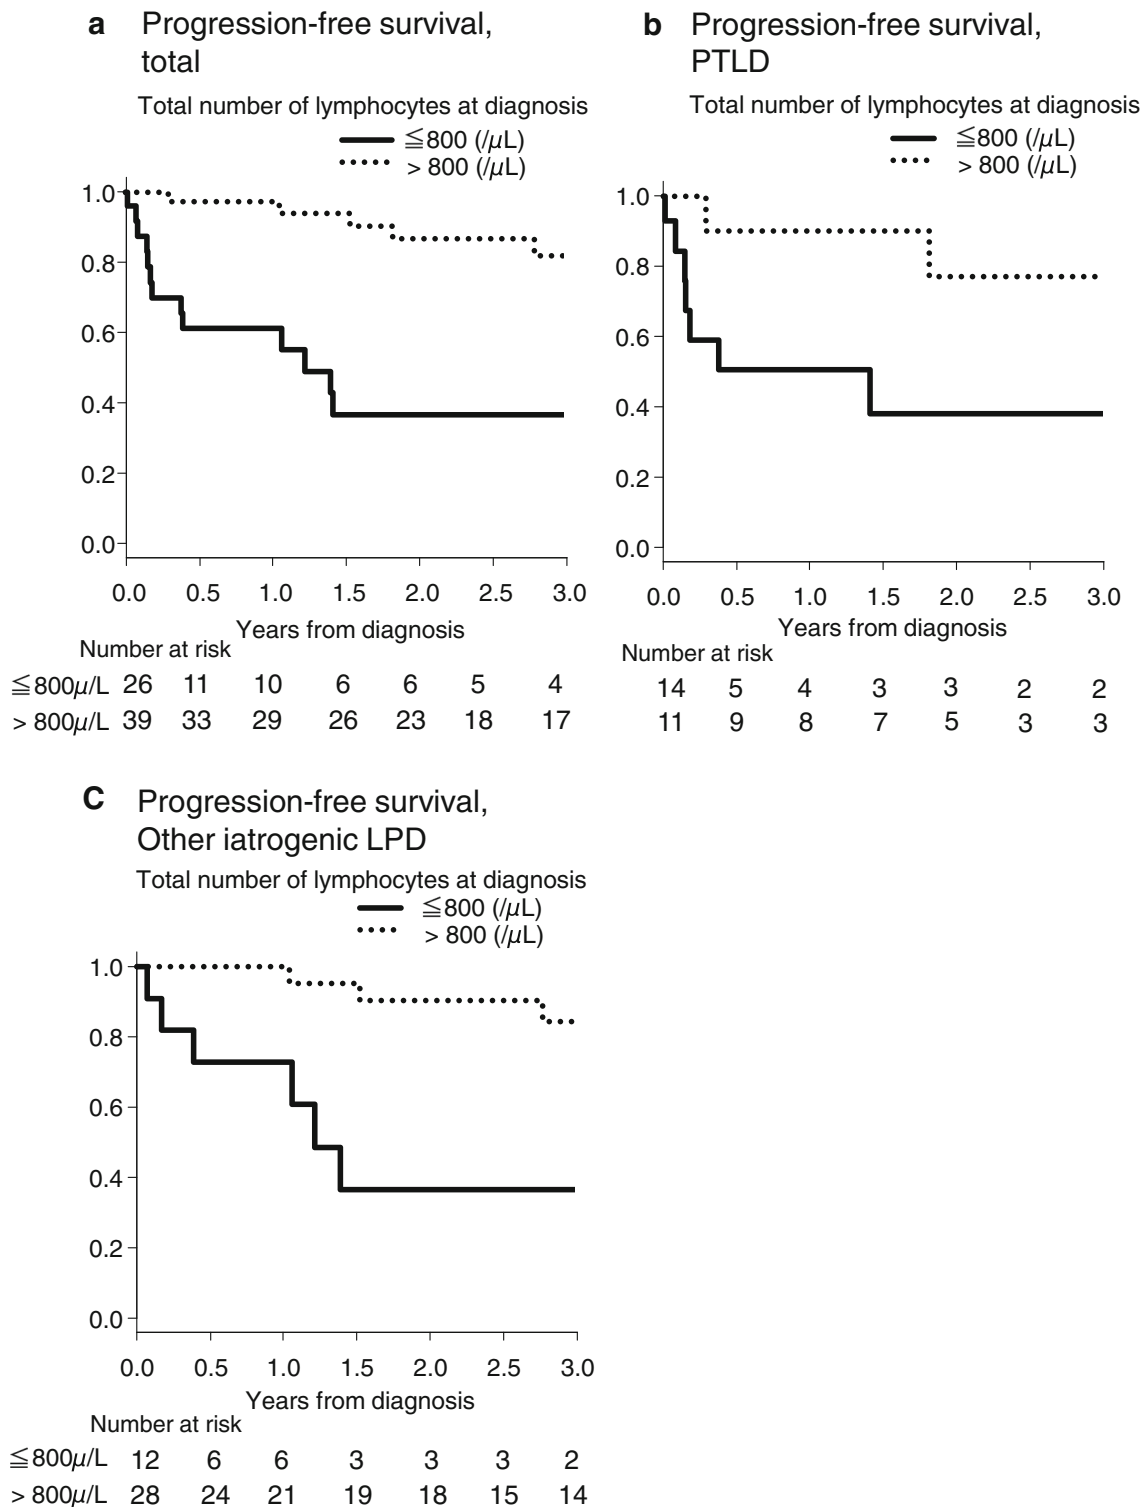 a Progression-free survival,
total
Total number of lymphocytes at diagnosis
≦800 (/μL)
> 800 (/μL)
1.0
0.8
0.6
0.4
0.2
0.0
0.0 0.5 1.0 1.5 2.0 2.5 3.0
Years from diagnosis
Number at risk
≦800μ/L 26 11 10 6 6 5 4
> 800μ/L 39 33 29 26 23 18 17
b Progression-free survival,
PTLD
Total number of lymphocytes at diagnosis
≦800 (/μL)
> 800 (/μL)
1.0
0.8
0.6
0.4
0.2
0.0
0.0 0.5 1.0 1.5 2.0 2.5 3.0
Years from diagnosis
Number at risk
14 5 4 3 3 2 2
11 9 8 7 5 3 3
C Progression-free survival,
Other iatrogenic LPD
Total number of lymphocytes at diagnosis
≦800 (/μL)
> 800 (/μL)
1.0
0.8
0.6
0.4
0.2
0.0
0.0 0.5 1.0 1.5 2.0 2.5 3.0
Years from diagnosis
Number at risk
≦800μ/L 12 6 6 3 3 3 2
> 800μ/L 28 24 21 19 18 15 14